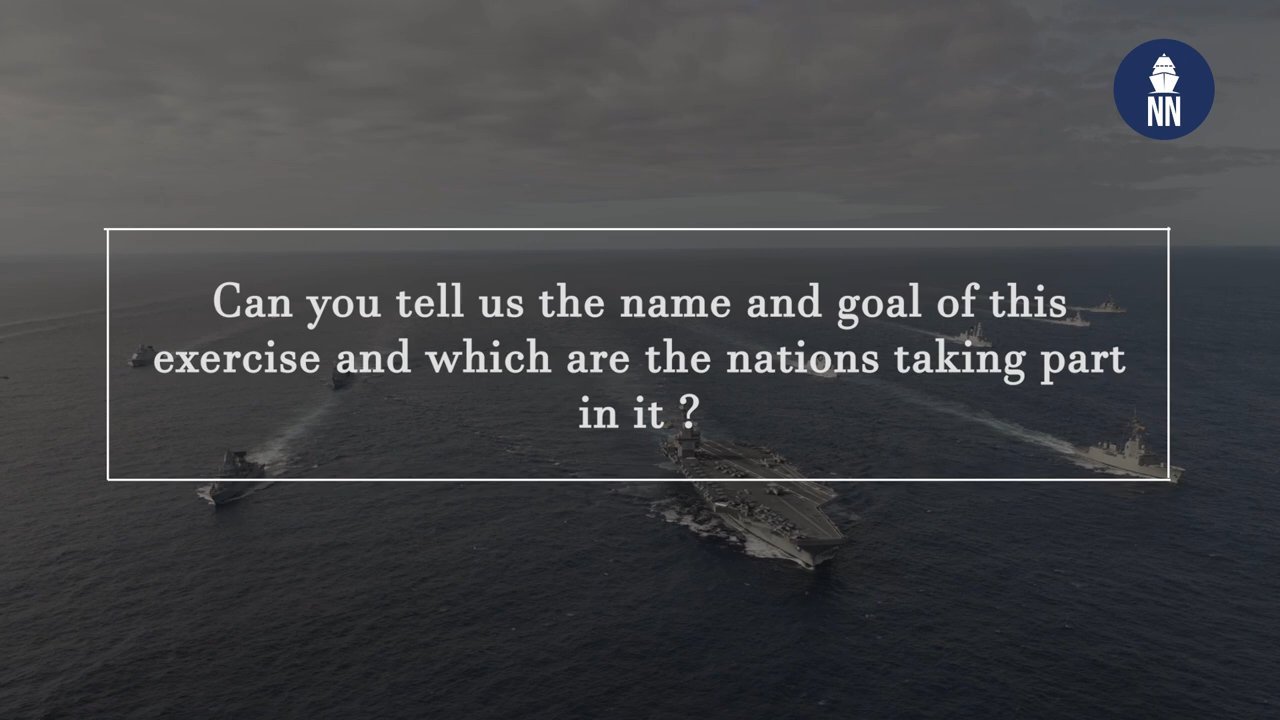 NN
Can you tell us the name and goal of this
exercise and which are the nations taking part
in it ?